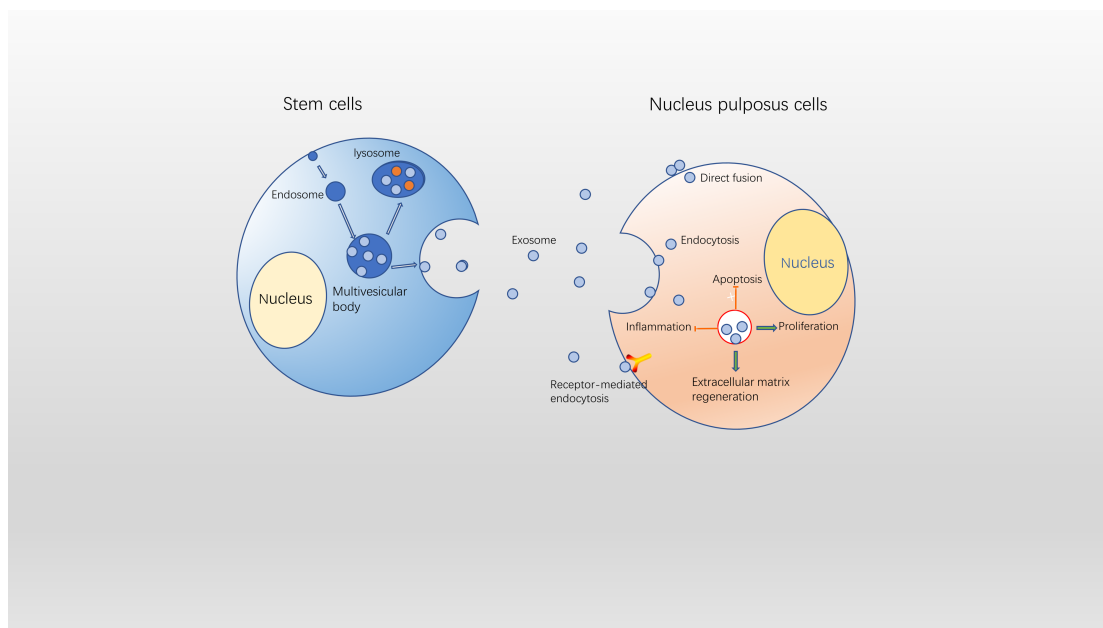 Stem cells
Nucleus pulposus cells
lysosome
Endosome
Nucleus
Multivesicular
body
Exosome
Direct fusion
Endocytosis
Nucleus
Apoptosis
Inflammation
Proliferation
Receptor-mediated
endocytosis
Extracellular matrix
regeneration